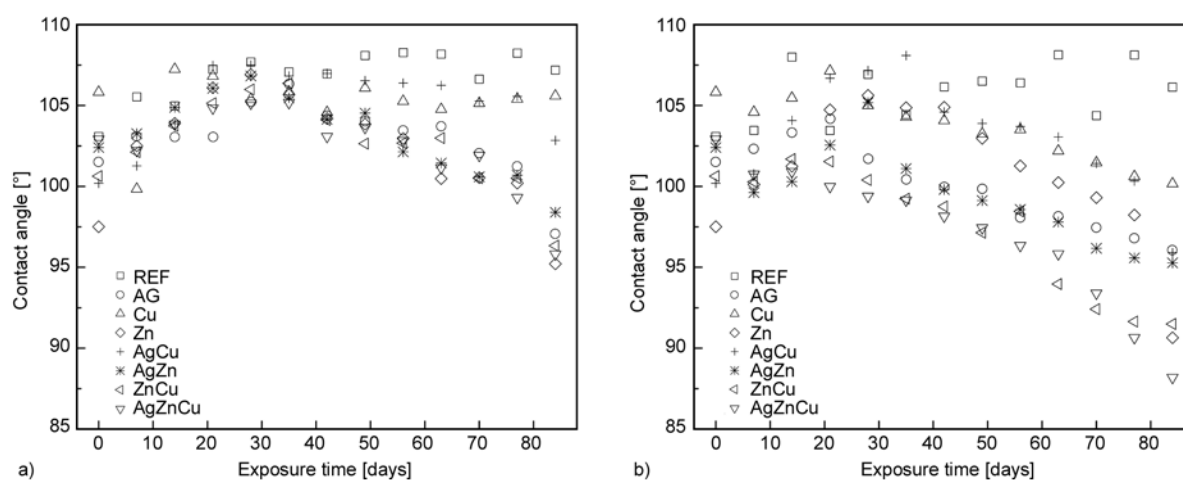 110
105
100
95
90
85
Contact angle [°]
REF
AG
Cu
Zn
AgCu
AgZn
ZnCu
AgZnCu
0 10 20 30 40 50 60 70 80
a) Exposure time [days]
110
105
100
95
90
85
Contact angle [°]
REF
AG
Cu
Zn
AgCu
AgZn
ZnCu
AgZnCu
0 10 20 30 40 50 60 70 80
b) Exposure time [days]